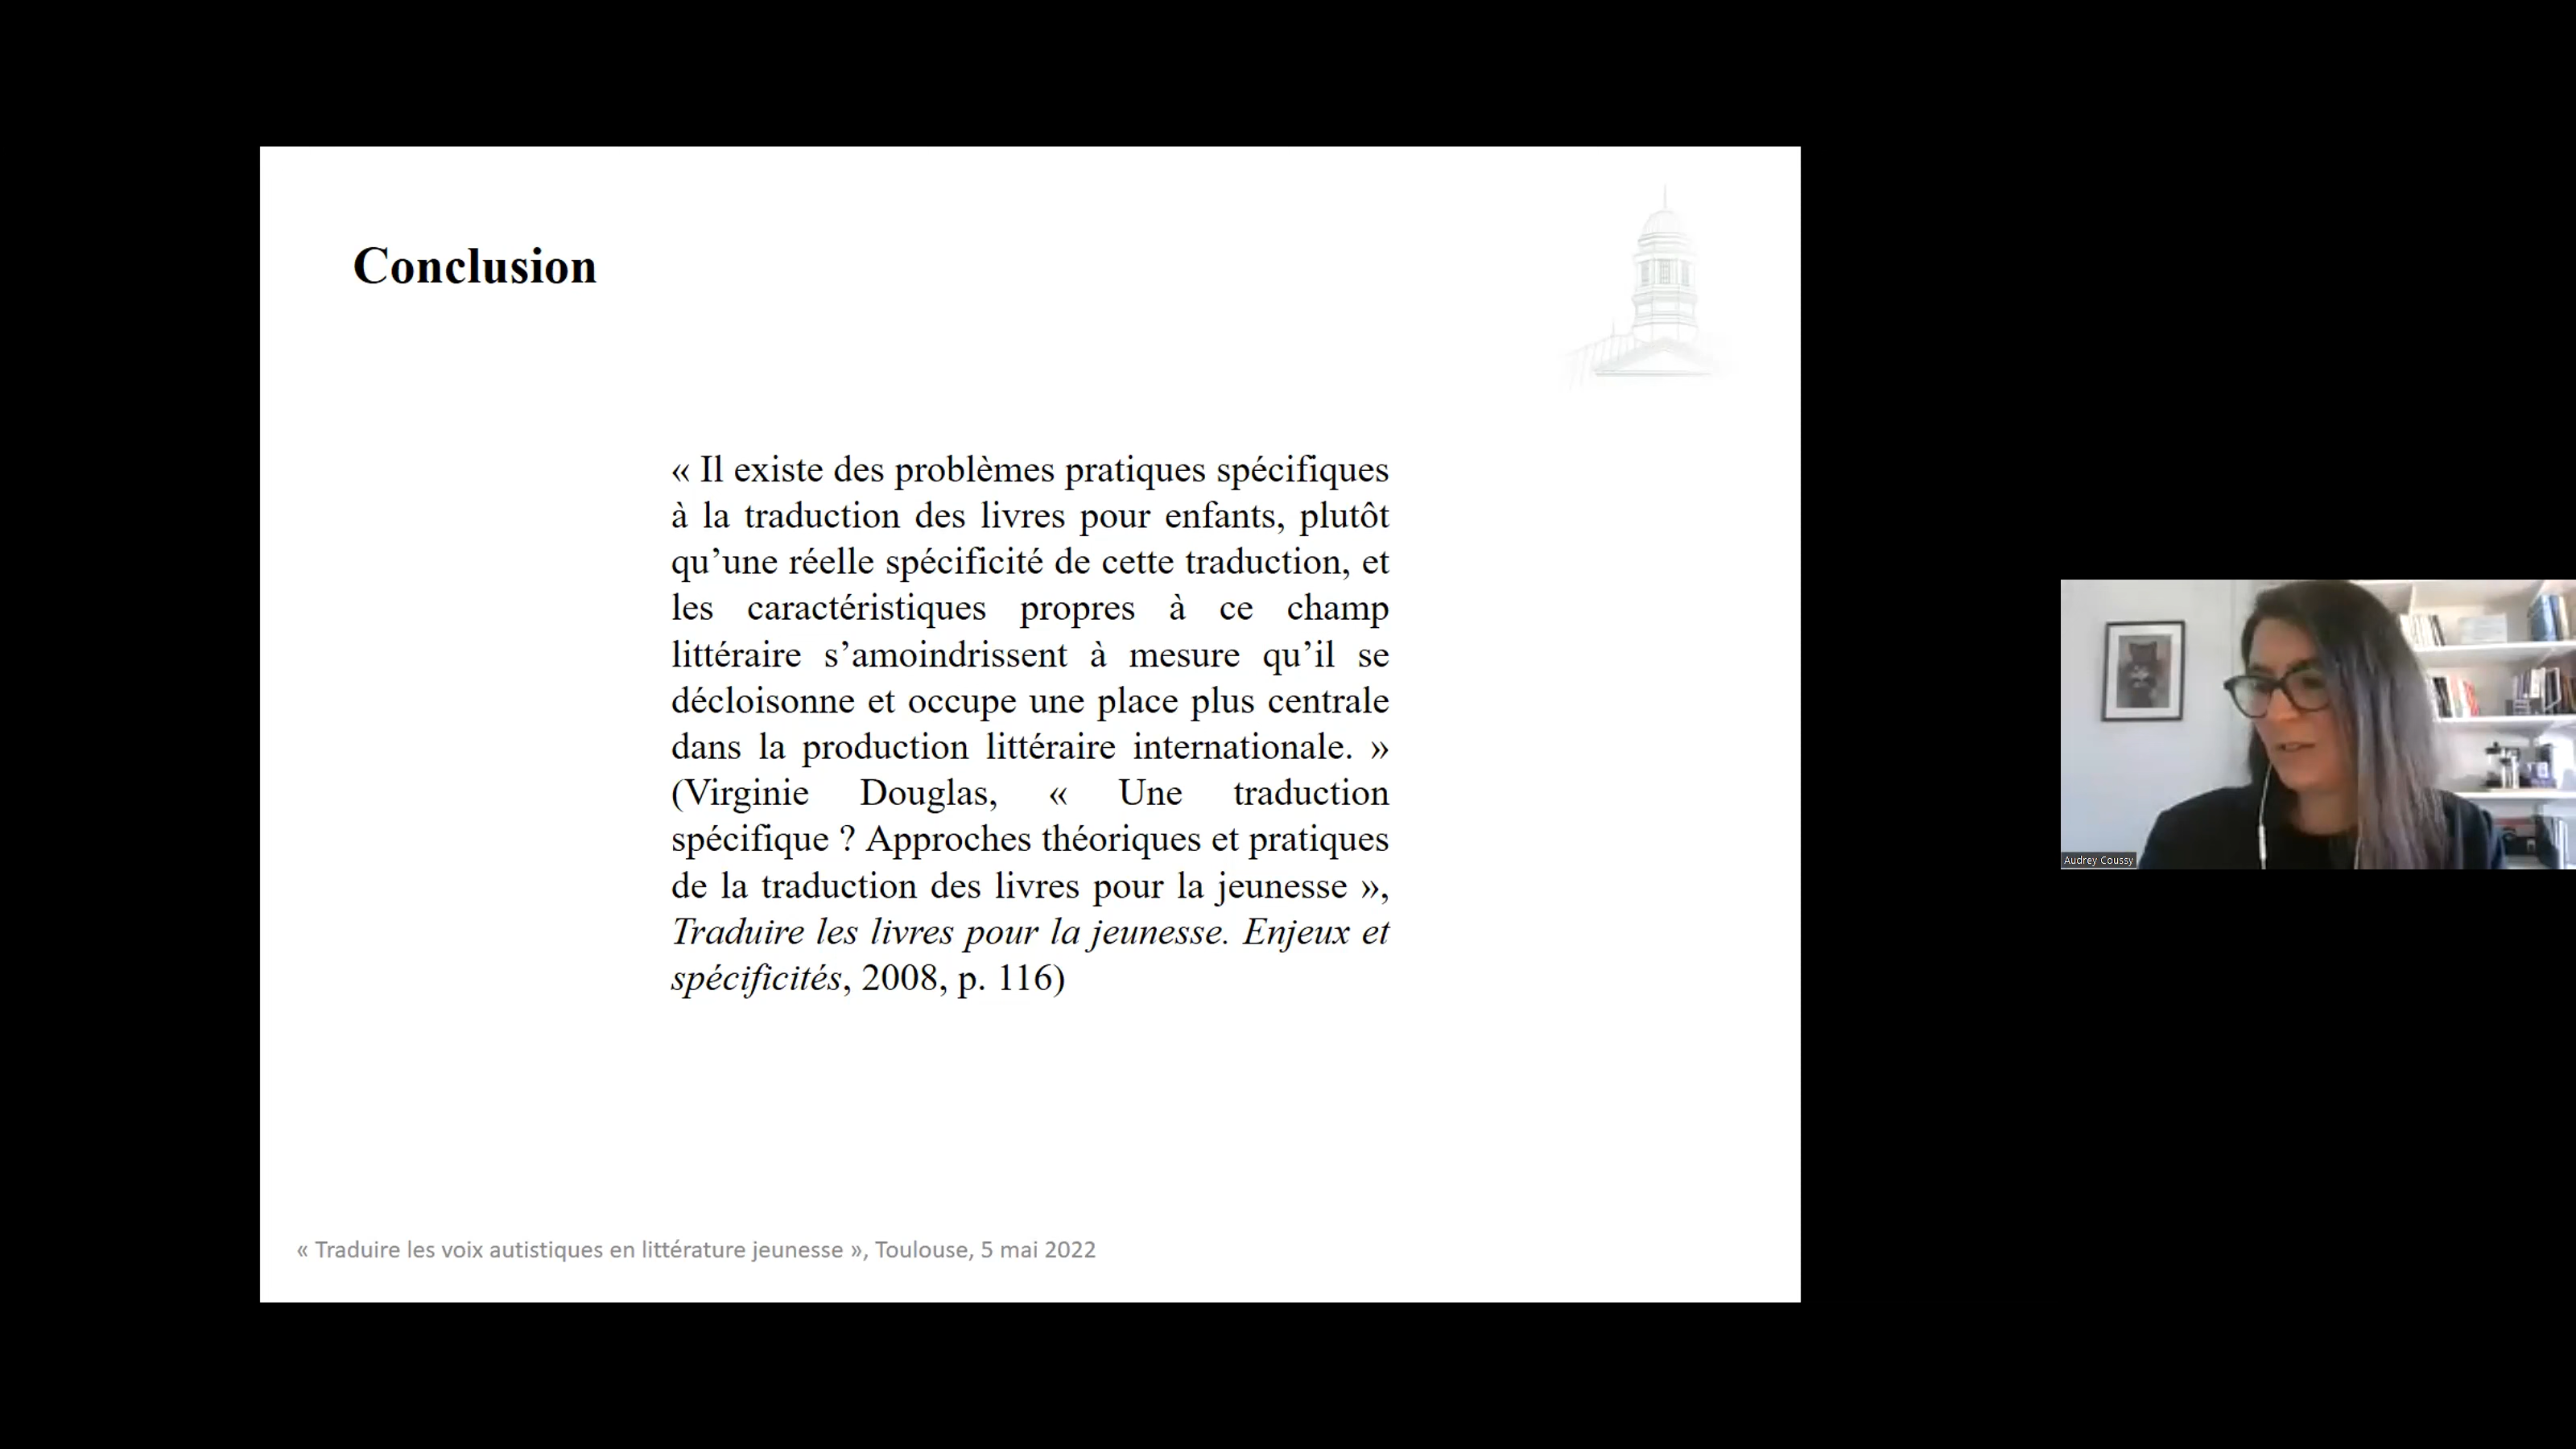 Conclusion
« Il existe des problèmes pratiques spécifiques
à la traduction des livres pour enfants, plutôt
qu’une réelle spécificité de cette traduction, et
les caractéristiques propres à ce champ
littéraire s’amoindrissent à mesure qu’il se
décloisonne et occupe une place plus centrale
dans la production littéraire internationale. »
(Virginie Douglas, « Une traduction
spécifique ? Approches théoriques et pratiques
de la traduction des livres pour la jeunesse »,
Traduire les livres pour la jeunesse. Enjeux et
spécificités, 2008, p. 116)
« Traduire les voix autistiques en littérature jeunesse », Toulouse, 5 mai 2022
Audrey Coussy